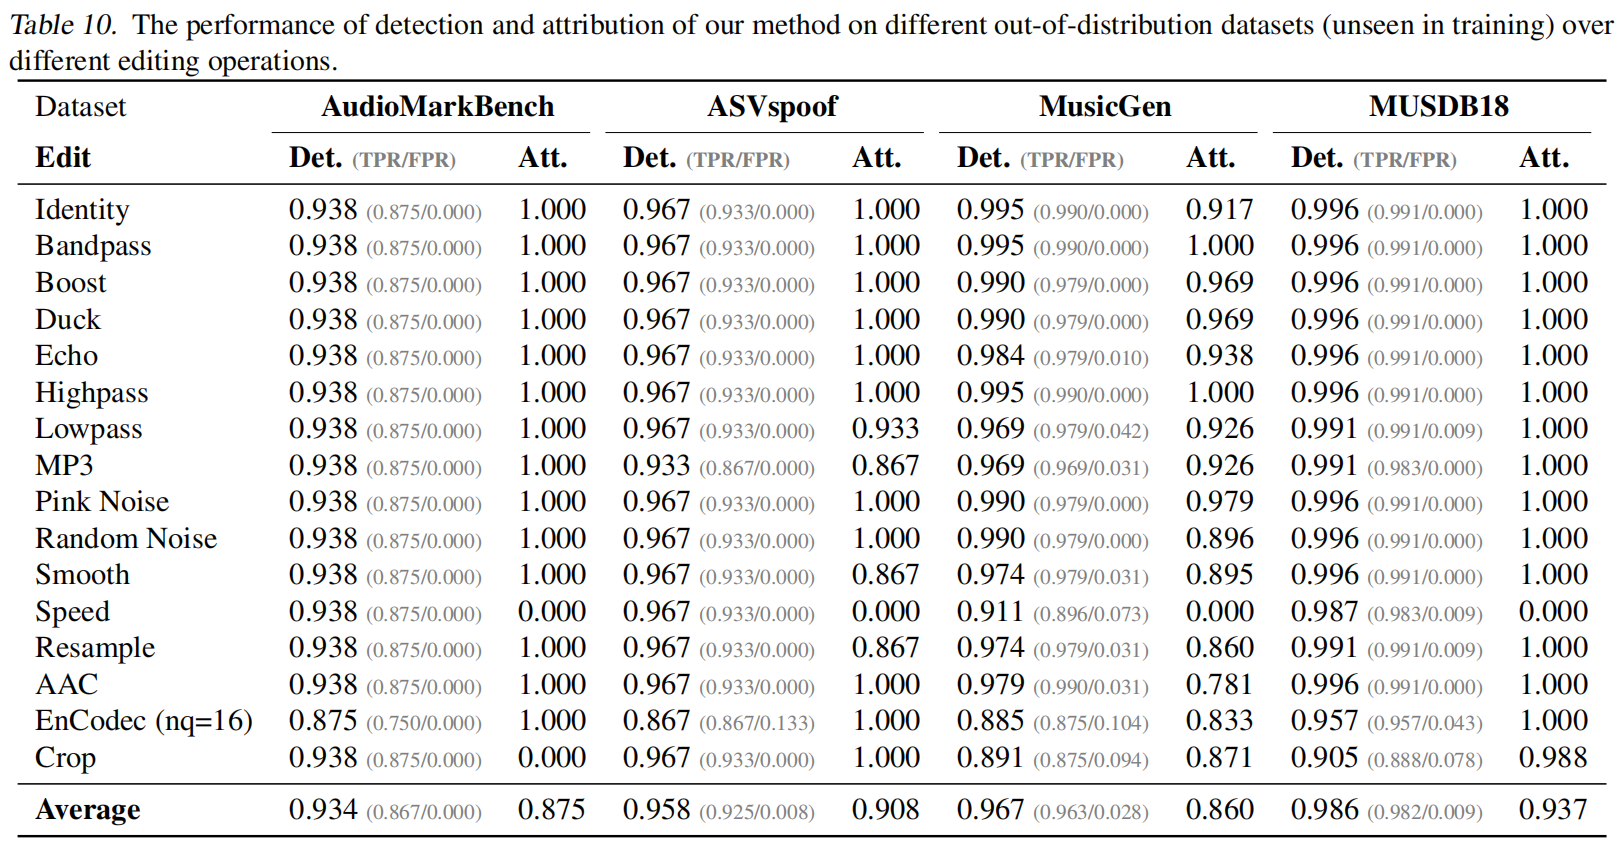 Table 10. The performance of detection and attribution of our method on different out-of-distribution datasets (unseen in training) over
different editing operations.
Dataset AudioMarkBench ASVspoof MusicGen MUSDB18
Edit Det. (TPR/FPR) Att. Det. (TPR/FPR) Att. Det. (TPR/FPR) Att. Det. (TPR/FPR) Att.
Identity 0.938 (0.875/0.000) 1.000 0.967 (0.933/0.000) 1.000 0.995 (0.990/0.000) 0.917 0.996 (0.991/0.000) 1.000
Bandpass 0.938 (0.875/0.000) 1.000 0.967 (0.933/0.000) 1.000 0.995 (0.990/0.000) 1.000 0.996 (0.991/0.000) 1.000
Boost 0.938 (0.875/0.000) 1.000 0.967 (0.933/0.000) 1.000 0.990 (0.979/0.000) 0.969 0.996 (0.991/0.000) 1.000
Duck 0.938 (0.875/0.000) 1.000 0.967 (0.933/0.000) 1.000 0.990 (0.979/0.000) 0.969 0.996 (0.991/0.000) 1.000
Echo 0.938 (0.875/0.000) 1.000 0.967 (0.933/0.000) 1.000 0.984 (0.979/0.010) 0.938 0.996 (0.991/0.000) 1.000
Highpass 0.938 (0.875/0.000) 1.000 0.967 (0.933/0.000) 1.000 0.995 (0.990/0.000) 1.000 0.996 (0.991/0.000) 1.000
Lowpass 0.938 (0.875/0.000) 1.000 0.967 (0.933/0.000) 0.933 0.969 (0.979/0.042) 0.926 0.991 (0.991/0.009) 1.000
MP3 0.938 (0.875/0.000) 1.000 0.933 (0.867/0.000) 0.867 0.969 (0.969/0.031) 0.926 0.991 (0.983/0.000) 1.000
Pink Noise 0.938 (0.875/0.000) 1.000 0.967 (0.933/0.000) 1.000 0.990 (0.979/0.000) 0.979 0.996 (0.991/0.000) 1.000
Random Noise 0.938 (0.875/0.000) 1.000 0.967 (0.933/0.000) 1.000 0.990 (0.979/0.000) 0.896 0.996 (0.991/0.000) 1.000
Smooth 0.938 (0.875/0.000) 1.000 0.967 (0.933/0.000) 0.867 0.974 (0.979/0.031) 0.895 0.996 (0.991/0.000) 1.000
Speed 0.938 (0.875/0.000) 0.000 0.967 (0.933/0.000) 0.000 0.911 (0.896/0.073) 0.000 0.987 (0.983/0.009) 0.000
Resample 0.938 (0.875/0.000) 1.000 0.967 (0.933/0.000) 0.867 0.974 (0.979/0.031) 0.860 0.991 (0.991/0.009) 1.000
AAC 0.938 (0.875/0.000) 1.000 0.967 (0.933/0.000) 1.000 0.979 (0.990/0.031) 0.781 0.996 (0.991/0.000) 1.000
EnCodec (nq=16) 0.875 (0.750/0.000) 1.000 0.867 (0.867/0.133) 1.000 0.885 (0.875/0.104) 0.833 0.957 (0.957/0.043) 1.000
Crop 0.938 (0.875/0.000) 0.000 0.967 (0.933/0.000) 1.000 0.891 (0.875/0.094) 0.871 0.905 (0.888/0.078) 0.988
Average 0.934 (0.867/0.000) 0.875 0.958 (0.925/0.008) 0.908 0.967 (0.963/0.028) 0.860 0.986 (0.982/0.009) 0.937